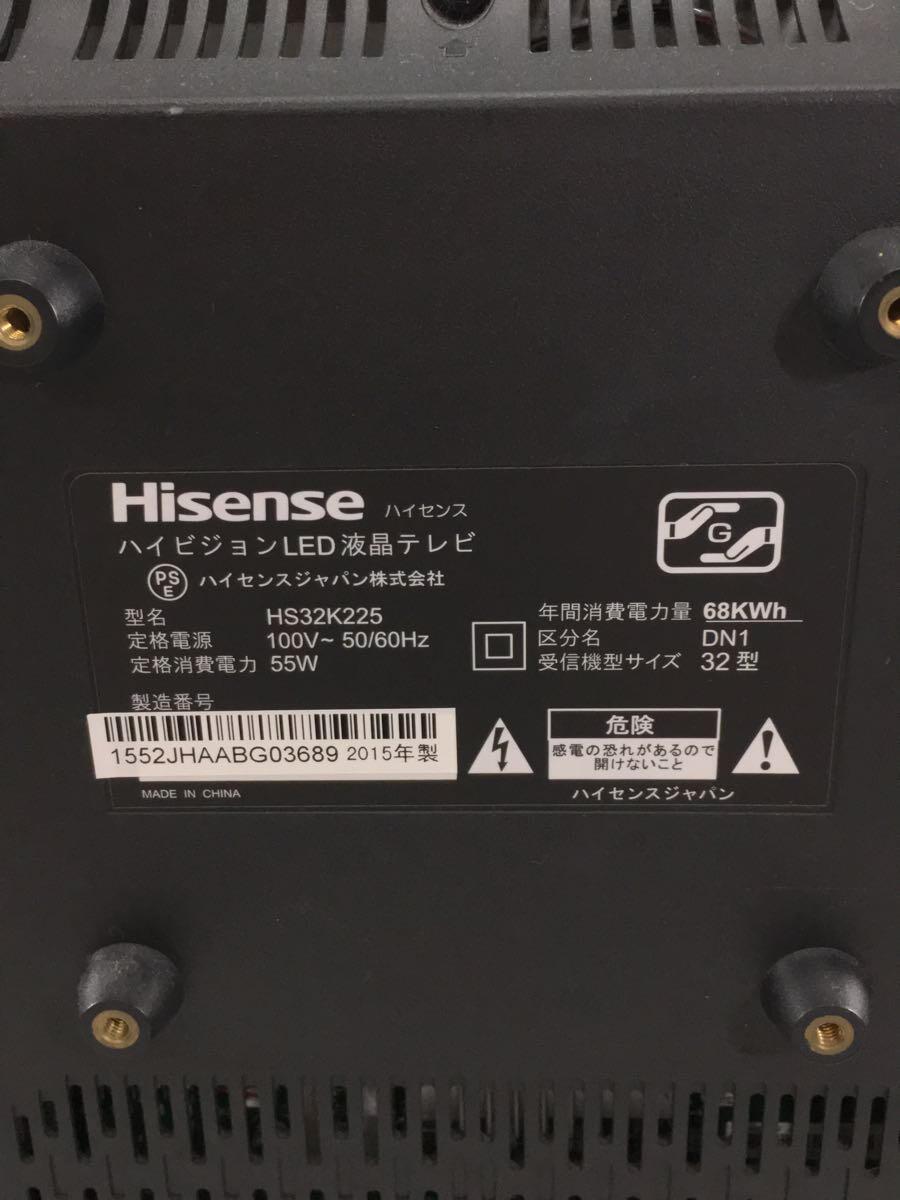 Hisense ハイセンス
ハイビジョンLED液晶テレビ
PSE ハイセンスジャパン株式会社
G
型名 HS32K225
定格電源 100V~ 50/60Hz
定格消費電力 55W
年間消費電力量 68KWh
区分名 DN1
受信機型サイズ 32型
製造番号
1552JHAABG03689 2015年製
MADE IN CHINA
危険
感電の恐れがあるので
開けないこと
ハイセンスジャパン